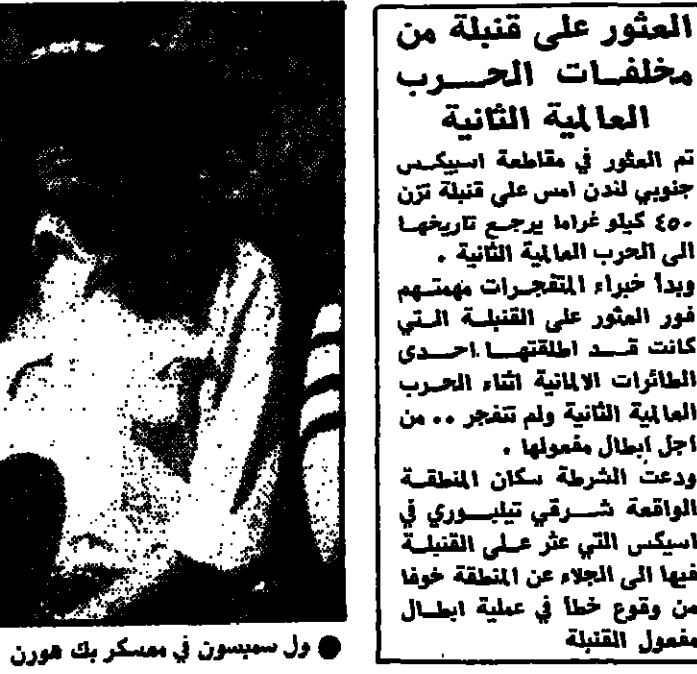 العثور على قنبلة من
مخلفات الحرب
العالمية الثانية
تم العثور في مقاطعة اسبيكس
جنوبي لندن امس على قنبلة تزن
٤٥٠ كيلو غراما يرجع تاريخها
الى الحرب العالمية الثانية .
وبدأ خبراء المتفجرات مهمتهم
فور العثور على القنبلة التي
كانت قد اطلقتها احدى
الطائرات الالمانية اثناء الحرب
العالمية الثانية ولم تنفجر .. من
اجل ابطال مفعولها .
ودعت الشرطة سكان المنطقة
الواقعة شرقي تيلبوري في
اسيكس التي عثر على القنبلة
فيها الى الجلاء عن المنطقة خوفا
من وقوع خطأ في عملية ابطال
مفعول القنبلة
● ول سمبسون في معسكر بك هورن